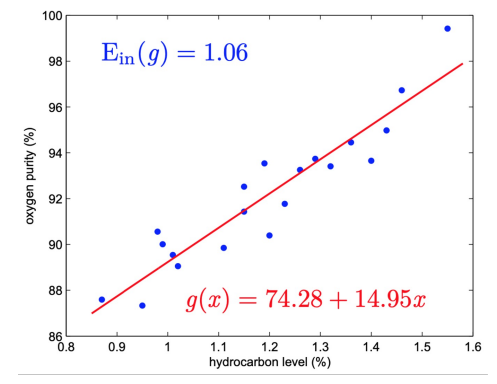 100
98
96
94
92
90
88
86
oxygen purity (%)
E_in(g) = 1.06
g(x) = 74.28 + 14.95x
0.8 0.9 1 1.1 1.2 1.3 1.4 1.5 1.6
hydrocarbon level (%)